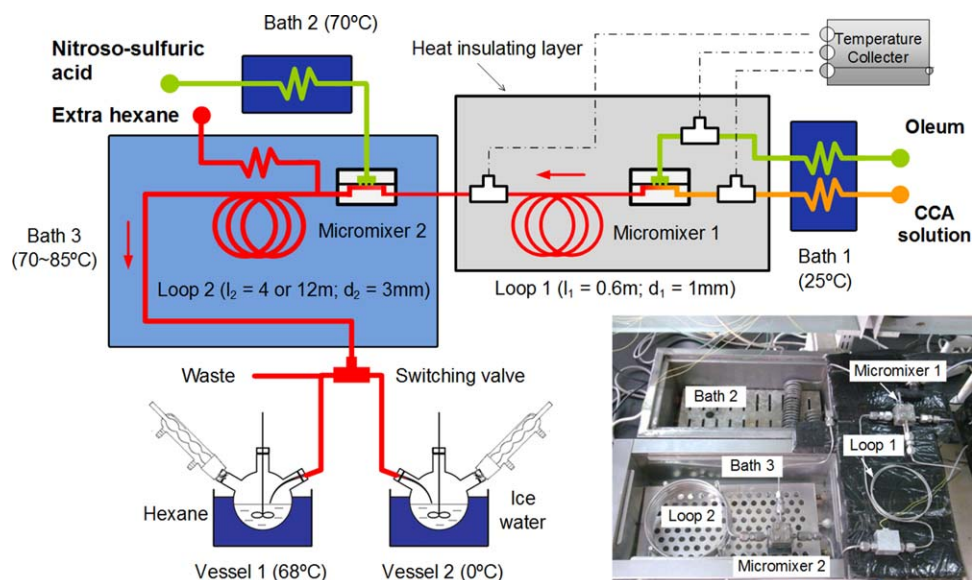 Bath 2 (70ºC)
Nitroso-sulfuric
acid
Extra hexane
Heat insulating layer
Temperature
Collecter
Oleum
CCA
solution
Micromixer 2
Micromixer 1
Bath 3
(70~85ºC)
Bath 1
(25ºC)
Loop 2 (l₂ = 4 or 12m; d₂ = 3mm)
Loop 1 (l₁ = 0.6m; d₁ = 1mm)
Waste
Switching valve
Hexane
Ice
water
Vessel 1 (68ºC)
Vessel 2 (0ºC)
Micromixer 1
Bath 2
Loop 1
Bath 3
Loop 2
Micromixer 2